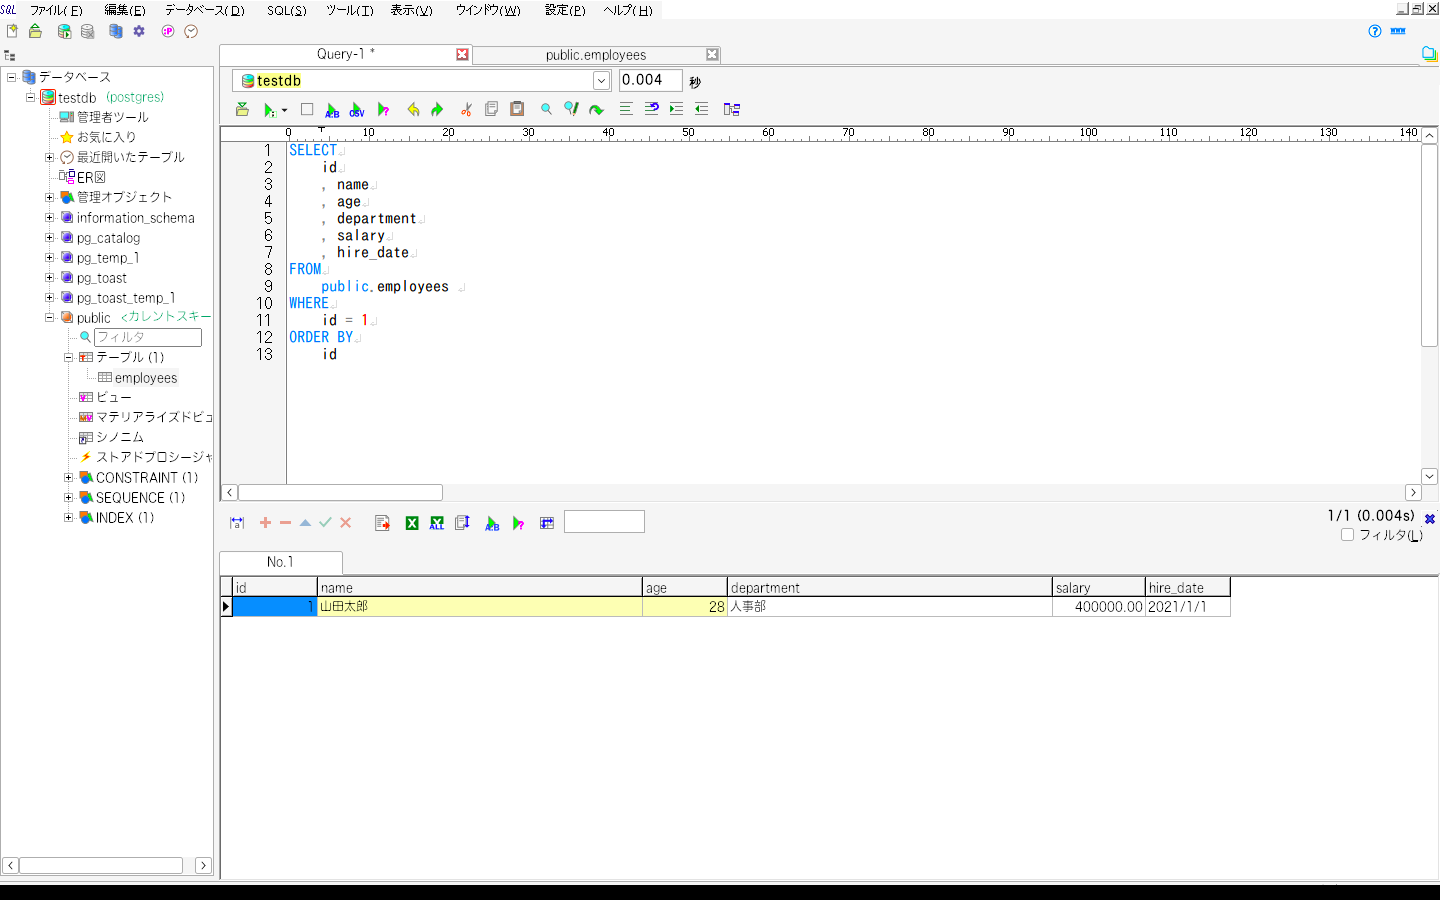 SQL ファイル(F) 編集(E) データベース(D) SQL(S) ツール(T) 表示(V) ウインドウ(W) 設定(P) ヘルプ(H)
Query-1 * public.employees
データベース
testdb (postgres)
管理者ツール
お気に入り
最近開いたテーブル
ER図
管理オブジェクト
information_schema
pg_catalog
pg_temp_1
pg_toast
pg_toast_temp_1
public <カレントスキー
フィルタ
テーブル (1)
employees
ビュー
マテリアライズドビュ
シノニム
ストアドプロシージャ
CONSTRAINT (1)
SEQUENCE (1)
INDEX (1)
testdb 0.004 秒
0 10 20 30 40 50 60 70 80 90 100 110 120 130 140
1 SELECT
2 id
3 , name
4 , age
5 , department
6 , salary
7 , hire_date
8 FROM
9 public.employees
10 WHERE
11 id = 1
12 ORDER BY
13 id
1/1 (0.004s)
フィルタ(L)
No.1
id name age department salary hire_date
1 山田太郎 28 人事部 400000.00 2021/1/1